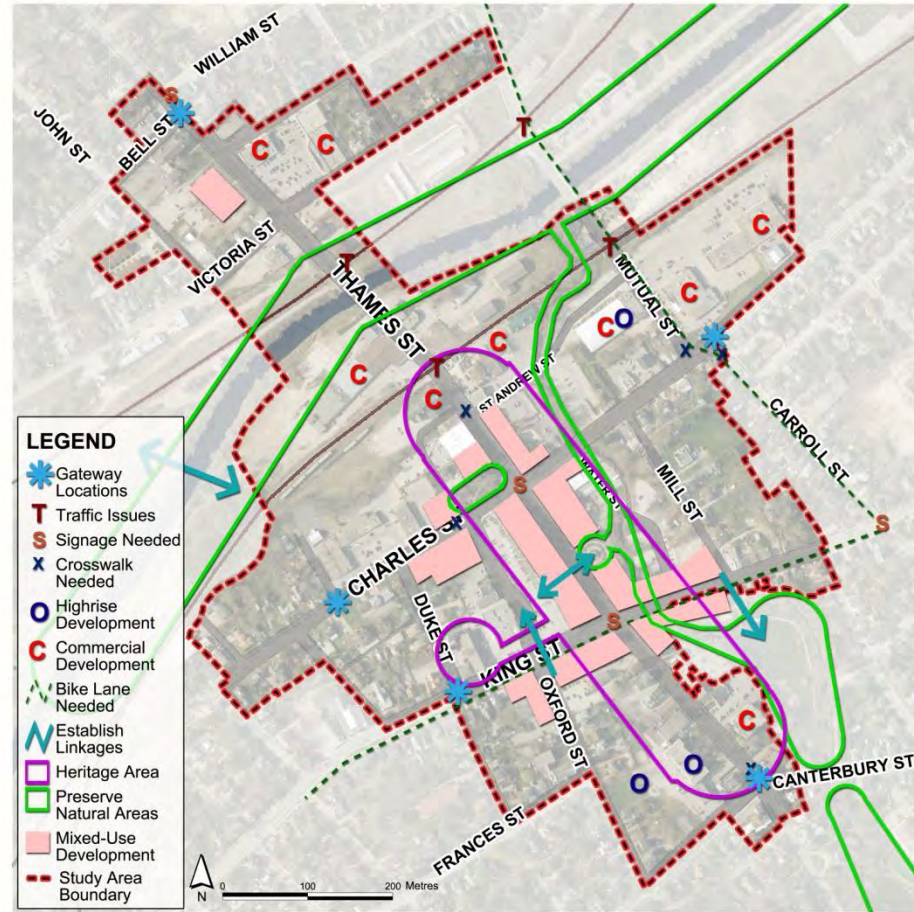 WILLIAM ST
S
JOHN ST
BELL ST
T
C
C
VICTORIA ST
C
T
T
MUTUAL ST
THAMES ST
C
O
C
C
C
T
ST ANDREW ST
X
X
C
C
X
CARROLL ST
MILL ST
WATER ST
S
S
CHARLES S
X
DUKE ST
S
KING ST
OXFORD ST
C
O
O
X
CANTERBURY ST
FRANCES ST
LEGEND
Gateway
Locations
T Traffic Issues
S Signage Needed
X Crosswalk
Needed
O Highrise
Development
C Commercial
Development
Bike Lane
Needed
Establish
Linkages
Heritage Area
Preserve
Natural Areas
Mixed-Use
Development
Study Area
Boundary
N
0 100 200 Metres